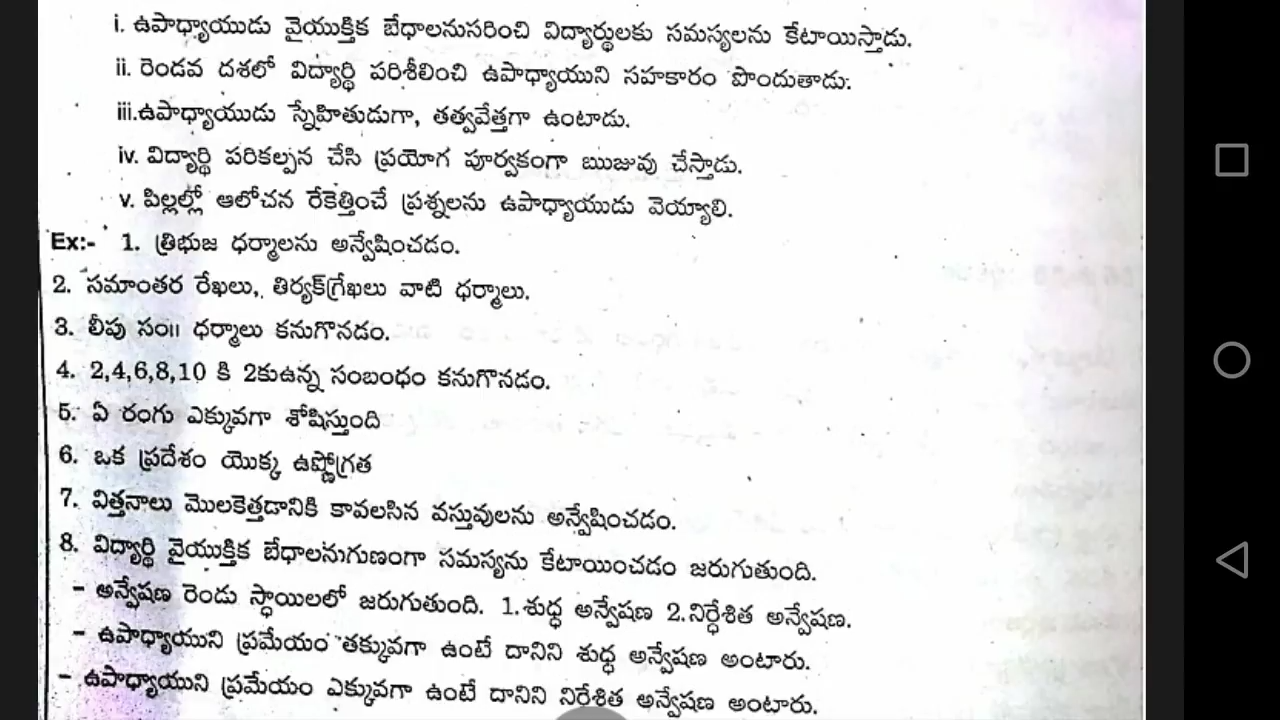 i. ఉపాధ్యాయుడు వైయుక్తిక బేధాలనుసరించి విద్యార్థులకు సమస్యలను కేటాయిస్తాడు.
ii. రెండవ దశలో విద్యార్థి పరిశీలించి ఉపాధ్యాయుని సహకారం పొందుతాడు.
iii.ఉపాధ్యాయుడు స్నేహితుడుగా, తత్వవేత్తగా ఉంటాడు.
iv. విద్యార్థి పరికల్పన చేసి ప్రయోగ పూర్వకంగా ఋజువు చేస్తాడు.
v. పిల్లల్లో ఆలోచన రేకెత్తించే ప్రశ్నలను ఉపాధ్యాయుడు వెయ్యాలి.
Ex:- 1. త్రిభుజ ధర్మాలను అన్వేషించడం.
2. సమాంతర రేఖలు, తిర్యక్‌గ్రేఖలు వాటి ధర్మాలు.
3. లీపు సం॥ ధర్మాలు కనుగొనడం.
4. 2,4,6,8,10 కి 2కుఉన్న సంబంధం కనుగొనడం.
5. ఏ రంగు ఎక్కువగా శోషిస్తుంది
6. ఒక ప్రదేశం యొక్క ఉష్ణోగ్రత
7. విత్తనాలు మొలకెత్తడానికి కావలసిన వస్తువులను అన్వేషించడం.
8. విద్యార్థి వైయుక్తిక బేధాలనుగుణంగా సమస్యను కేటాయించడం జరుగుతుంది.
- అన్వేషణ రెండు స్థాయిలలో జరుగుతుంది. 1.శుద్ధ అన్వేషణ 2.నిర్ధేశిత అన్వేషణ.
- ఉపాధ్యాయుని ప్రమేయం తక్కువగా ఉంటే దానిని శుద్ధ అన్వేషణ అంటారు.
- ఉపాధ్యాయుని ప్రమేయం ఎక్కువగా ఉంటే దానిని నిర్దేశిత అన్వేషణ అంటారు.